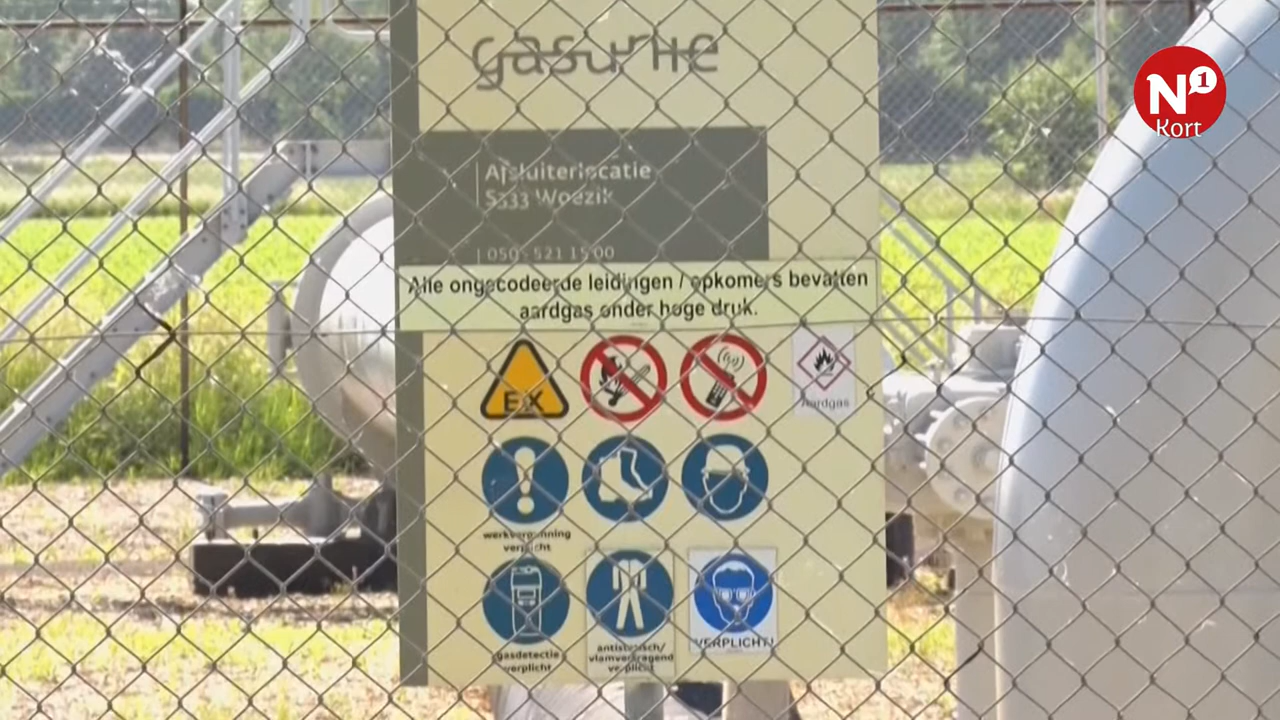 gasunie
N1
Kort
Afsluiterlocatie
S333 Woezik
050 - 521 15 00
Alle ongecodeerde leidingen / opkomers bevatten
aardgas onder hoge druk.
EX
Aardgas
werkvergunning
verplicht
gasdetectie
verplicht
antistatisch/
vlamvertragend
verplicht
VERPLICHT!